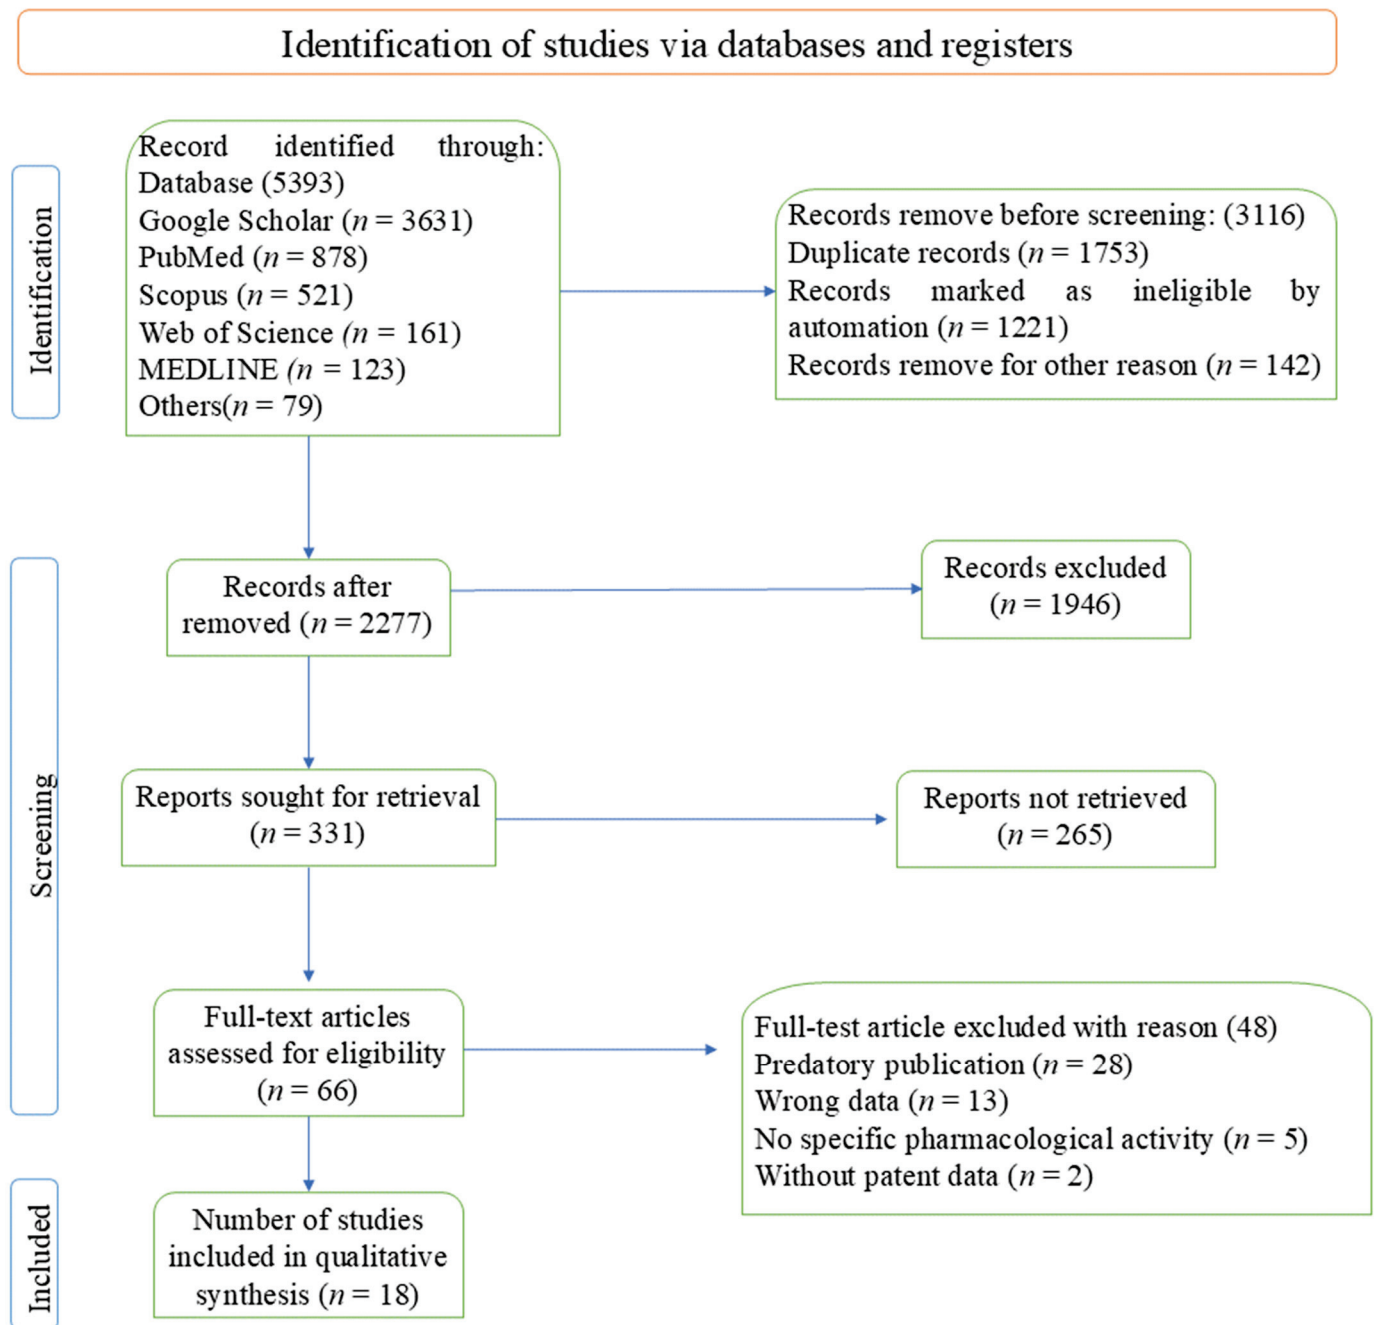 Identification of studies via databases and registers
Identification
Record identified through:
Database (5393)
Google Scholar (n = 3631)
PubMed (n = 878)
Scopus (n = 521)
Web of Science (n = 161)
MEDLINE (n = 123)
Others(n = 79)
Records remove before screening: (3116)
Duplicate records (n = 1753)
Records marked as ineligible by
automation (n = 1221)
Records remove for other reason (n = 142)
Screening
Records after
removed (n = 2277)
Records excluded
(n = 1946)
Reports sought for retrieval
(n = 331)
Reports not retrieved
(n = 265)
Full-text articles
assessed for eligibility
(n = 66)
Full-test article excluded with reason (48)
Predatory publication (n = 28)
Wrong data (n = 13)
No specific pharmacological activity (n = 5)
Without patent data (n = 2)
Included
Number of studies
included in qualitative
synthesis (n = 18)